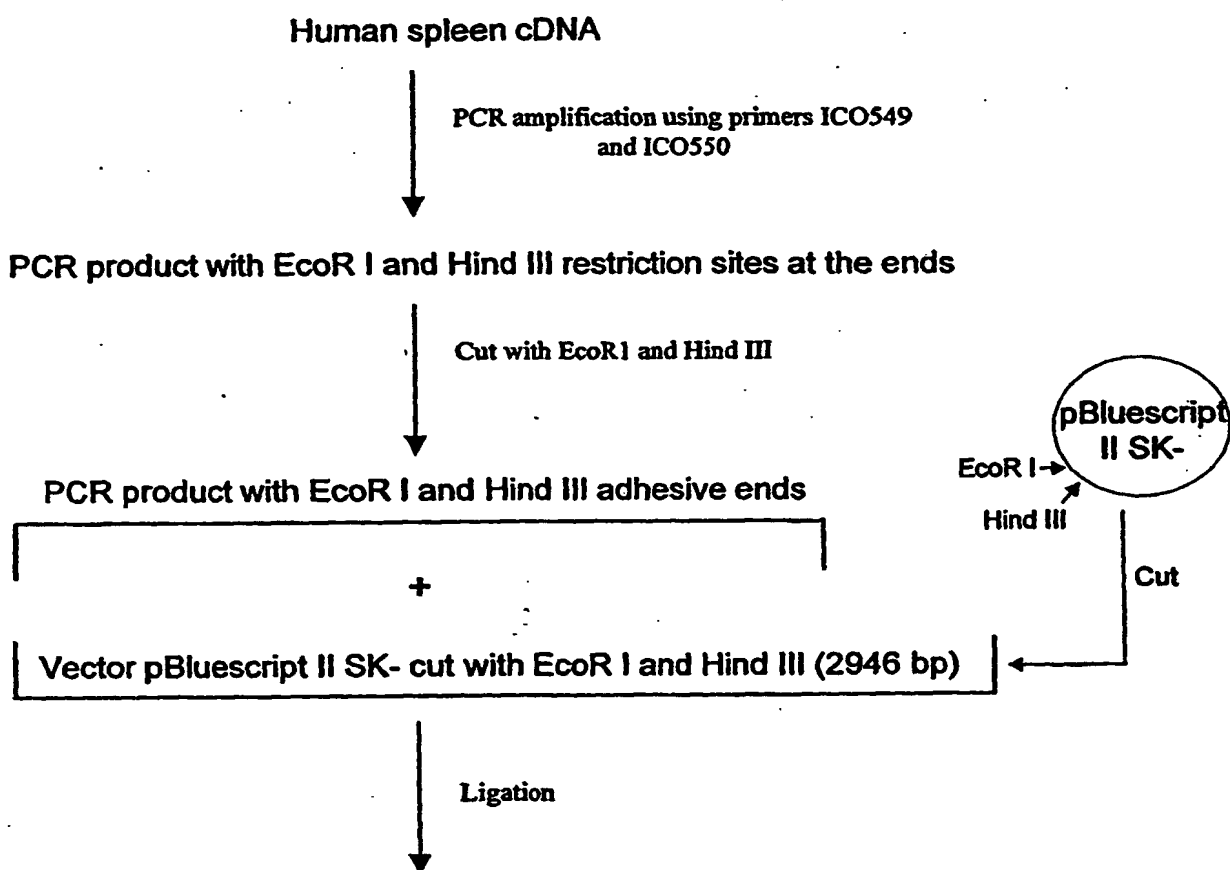 Human spleen cDNA
PCR amplification using primers ICO549
and ICO550
PCR product with EcoR I and Hind III restriction sites at the ends
Cut with EcoR1 and Hind III
pBluescript
II SK-
EcoR I
Hind III
PCR product with EcoR I and Hind III adhesive ends
Cut
+
Vector pBluescript II SK- cut with EcoR I and Hind III (2946 bp)
Ligation